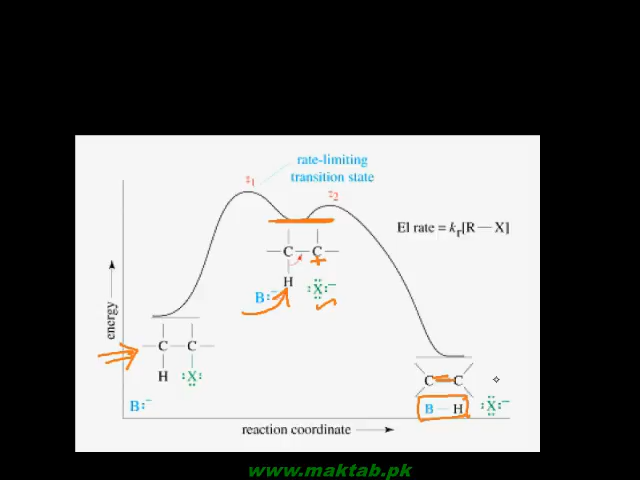 rate-limiting
transition state
‡1
‡2
E1 rate = kr[R—X]
C—C
H
B:⁻
:X:⁻
energy
C—C
H :X:
B:⁻
C=C
B—H
:X:⁻
reaction coordinate
www.maktab.pk